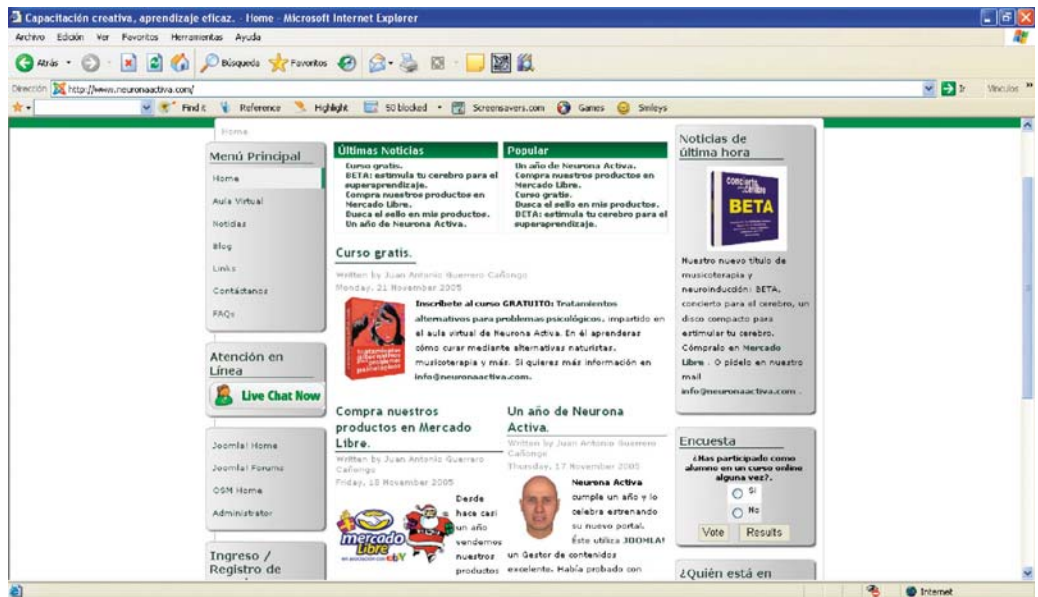 Capacitación creativa, aprendizaje eficaz. - Home - Microsoft Internet Explorer
Archivo Edición Ver Favoritos Herramientas Ayuda
Atrás Búsqueda Favoritos
Dirección http://www.neuronaactiva.com/ Ir Vínculos
Find it Reference Highlight 50 blocked Screensavers.com Games Smileys
Home
Menú Principal
Home
Aula Virtual
Noticias
Blog
Links
Contáctanos
FAQs
Atención en
Línea
Live Chat Now
Joomla! Home
Joomla! Forums
OSM Home
Administrator
Ingreso /
Registro de
Últimas Noticias
Curso gratis.
BETA: estimula tu cerebro para el
superaprendizaje.
Compra nuestros productos en
Mercado Libre.
Busca el sello en mis productos.
Un año de Neurona Activa.
Popular
Un año de Neurona Activa.
Compra nuestros productos en
Mercado Libre.
Curso gratis.
Busca el sello en mis productos.
BETA: estimula tu cerebro para el
superaprendizaje.
Curso gratis.
Written by Juan Antonio Guerrero Cañongo
Monday, 21 November 2005
tratamientos
alternativos para
problemas
psicológicos
Inscríbete al curso GRATUITO: Tratamientos
alternativos para problemas psicológicos, impartido en
el aula virtual de Neurona Activa. En él aprenderas
cómo curar mediante alternativas naturistas,
musicoterapia y más. Si quieres más información en
info@neuronaactiva.com.
Compra nuestros
productos en Mercado
Libre.
Written by Juan Antonio Guerrero
Cañongo
Friday, 18 November 2005
mercado
libre
Desde
hace casi
un año
vendemos
nuestros
productos
Un año de Neurona
Activa.
Written by Juan Antonio Guerrero
Cañongo
Thursday, 17 November 2005
Neurona Activa
cumple un año y lo
celebra estrenando
su nuevo portal.
Éste utiliza JOOMLA!
un Gestor de contenidos
excelente. Había probado con
Noticias de
última hora
concierto
para el cerebro
BETA
Nuestro nuevo título de
musicoterapia y
neuroinducción: BETA,
concierto para el cerebro, un
disco compacto para
estimular tu cerebro.
Cómpralo en Mercado
Libre . O pídelo en nuestro
mail
info@neuronaactiva.com .
Encuesta
¿Has participado como
alumno en un curso online
alguna vez?.
Sí
No
Vote Results
¿Quién está en
Internet